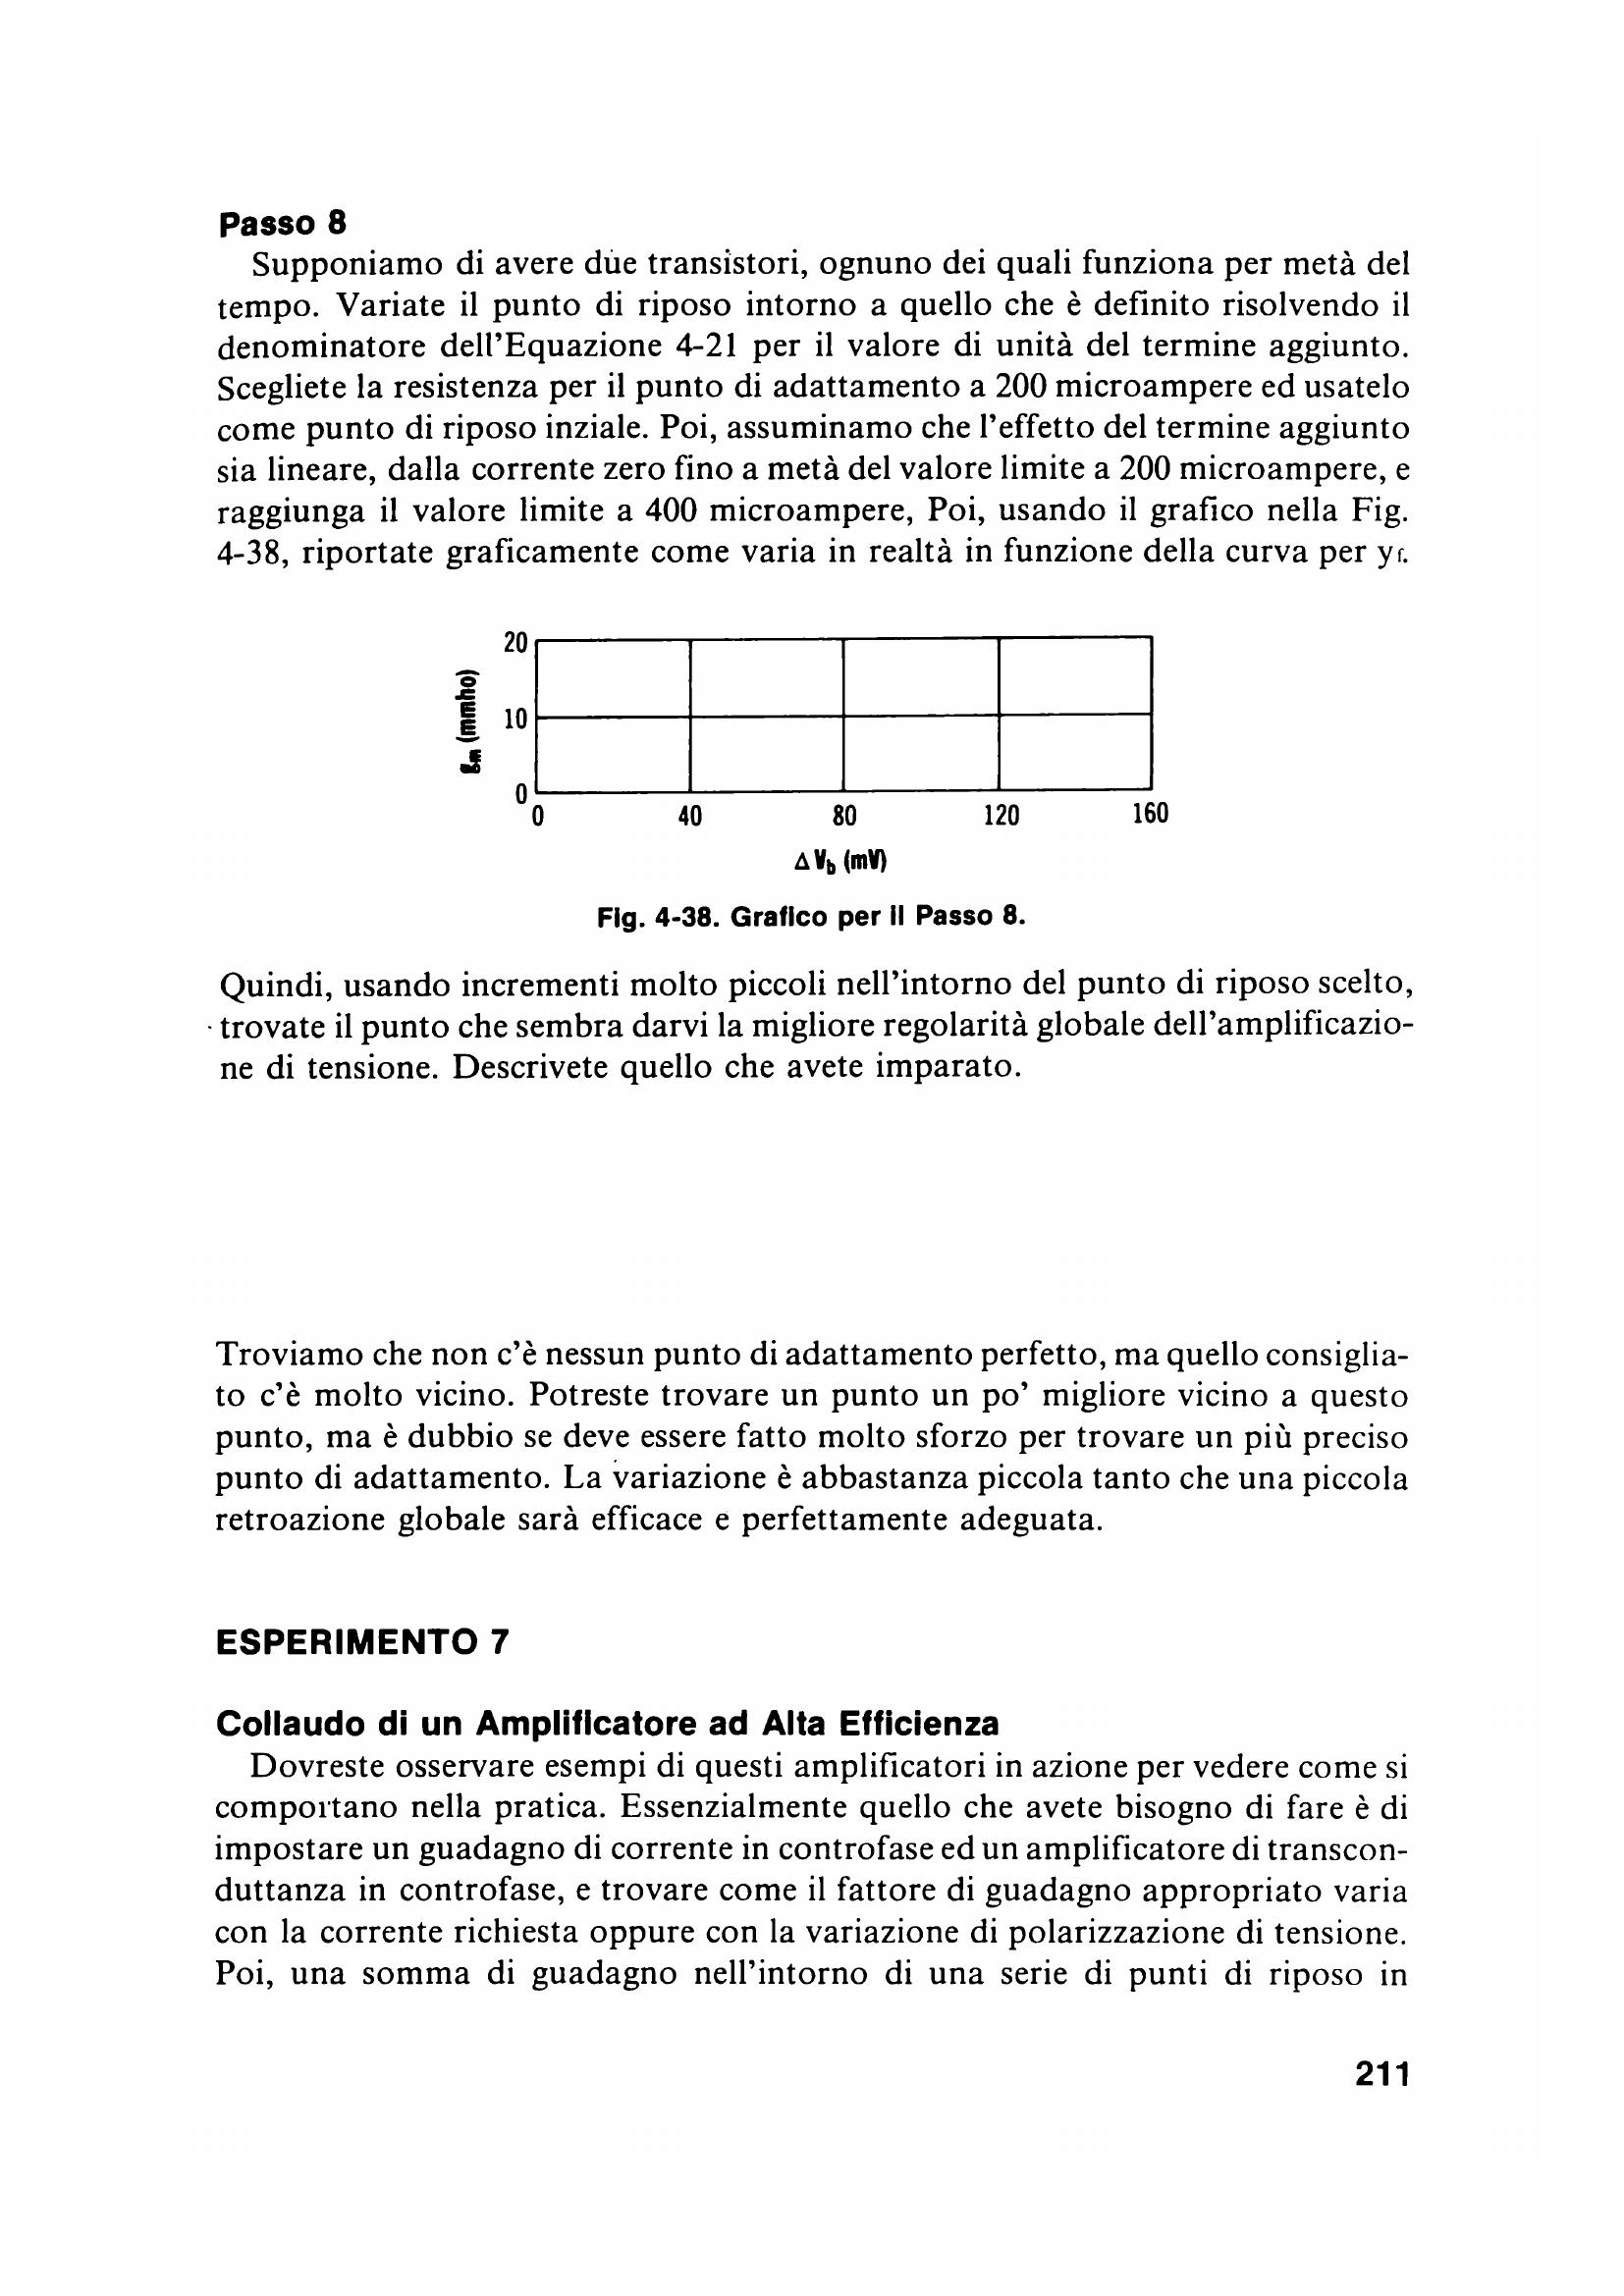 Passo 8
Supponiamo di avere due transistori, ognuno dei quali funziona per metà del
tempo. Variate il punto di riposo intorno a quello che è definito risolvendo il
denominatore dell'Equazione 4-21 per il valore di unità del termine aggiunto.
Scegliete la resistenza per il punto di adattamento a 200 microampere ed usatelo
come punto di riposo inziale. Poi, assuminamo che l'effetto del termine aggiunto
sia lineare, dalla corrente zero fino a metà del valore limite a 200 microampere, e
raggiunga il valore limite a 400 microampere, Poi, usando il grafico nella Fig.
4-38, riportate graficamente come varia in realtà in funzione della curva per yf.
20
10
0
gm (mmho)
0 40 80 120 160
Δ Vb (mV)
Fig. 4-38. Grafico per il Passo 8.
Quindi, usando incrementi molto piccoli nell'intorno del punto di riposo scelto,
trovate il punto che sembra darvi la migliore regolarità globale dell'amplificazio-
ne di tensione. Descrivete quello che avete imparato.
Troviamo che non c'è nessun punto di adattamento perfetto, ma quello consiglia-
to c'è molto vicino. Potreste trovare un punto un po' migliore vicino a questo
punto, ma è dubbio se deve essere fatto molto sforzo per trovare un più preciso
punto di adattamento. La variazione è abbastanza piccola tanto che una piccola
retroazione globale sarà efficace e perfettamente adeguata.
ESPERIMENTO 7
Collaudo di un Amplificatore ad Alta Efficienza
Dovreste osservare esempi di questi amplificatori in azione per vedere come si
comportano nella pratica. Essenzialmente quello che avete bisogno di fare è di
impostare un guadagno di corrente in controfase ed un amplificatore di transcon-
duttanza in controfase, e trovare come il fattore di guadagno appropriato varia
con la corrente richiesta oppure con la variazione di polarizzazione di tensione.
Poi, una somma di guadagno nell'intorno di una serie di punti di riposo in
211